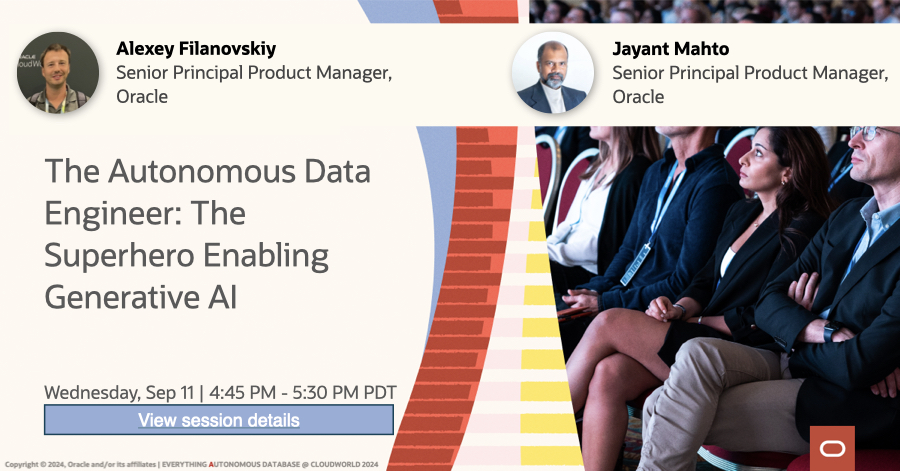 Alexey Filanovskiy
Senior Principal Product Manager,
Oracle
Jayant Mahto
Senior Principal Product Manager,
Oracle
The Autonomous Data
Engineer: The
Superhero Enabling
Generative AI
Wednesday, Sep 11 | 4:45 PM - 5:30 PM PDT
View session details
Copyright © 2024, Oracle and/or its affiliates | EVERYTHING AUTONOMOUS DATABASE @ CLOUDWORLD 2024